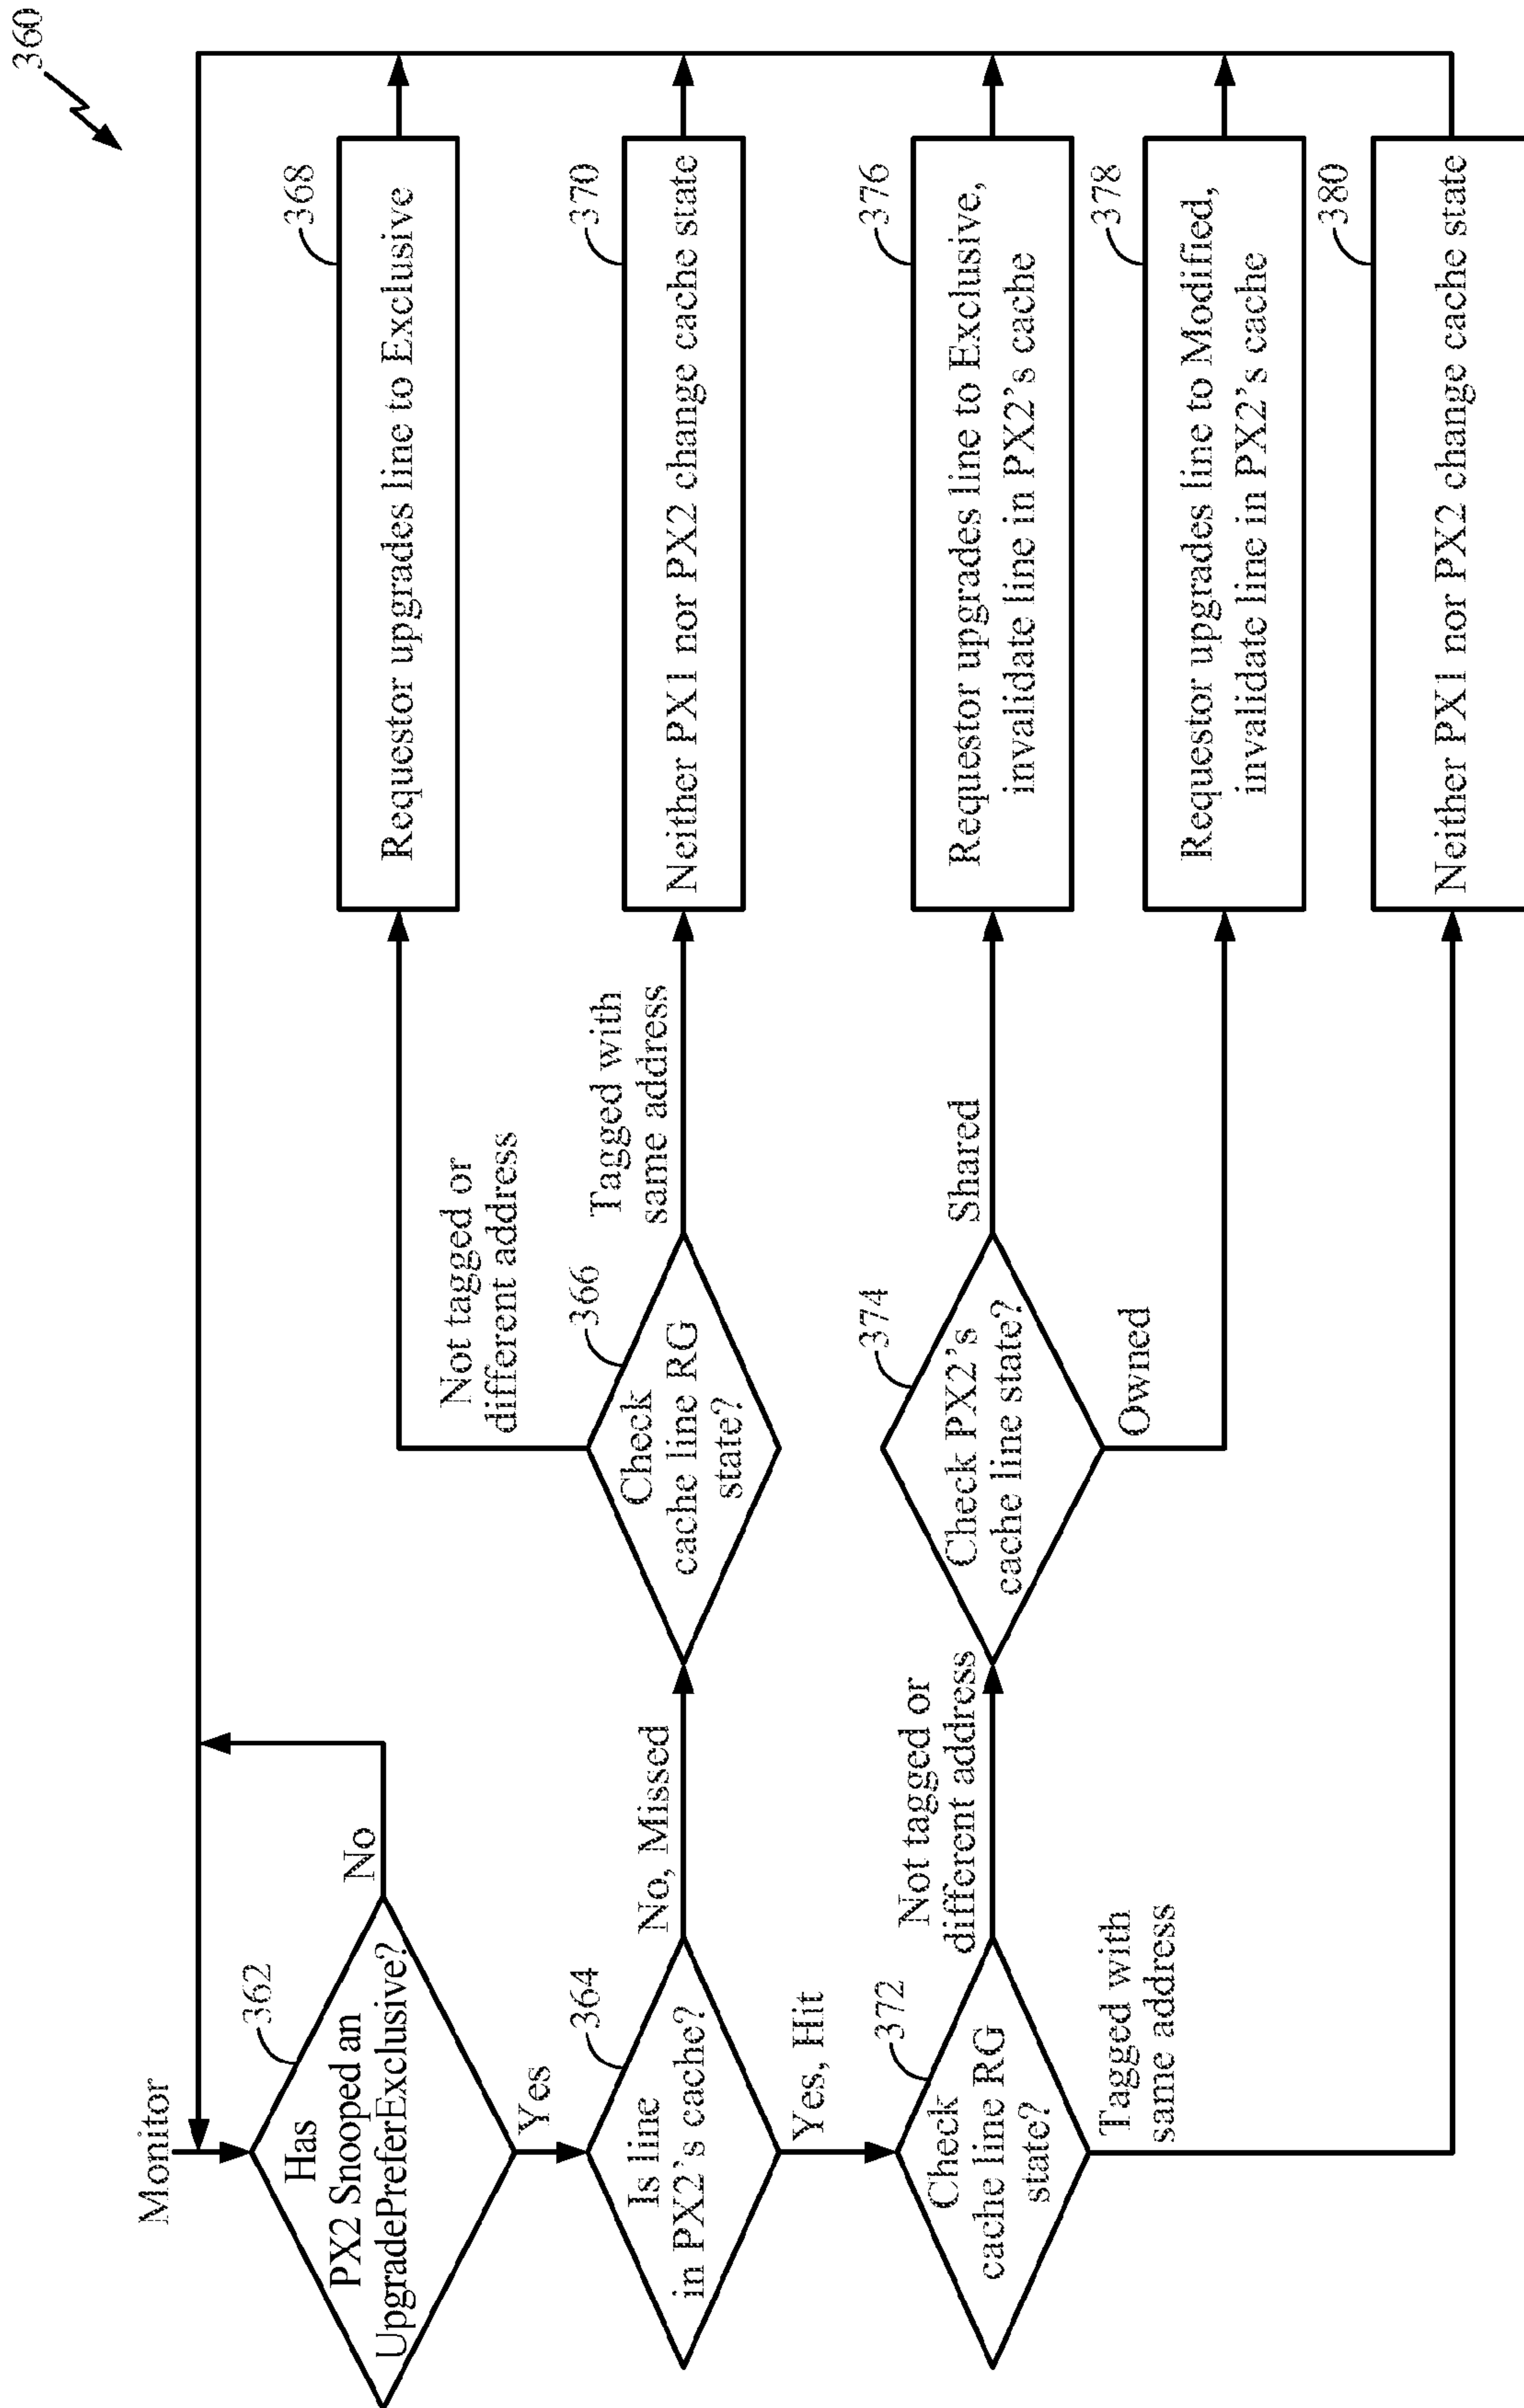 360
Monitor
362
Has
PX2 Snooped an
UpgradePreferExclusive?
No
Yes
364
Is line
in PX2's cache?
No, Missed
Yes, Hit
366
Check
cache line RG
state?
Not tagged or
different address
368
Requestor upgrades line to Exclusive
Tagged with
same address
370
Neither PX1 nor PX2 change cache state
372
Check
cache line RG
state?
Not tagged or
different address
374
Check PX2's
cache line state?
Shared
376
Requestor upgrades line to Exclusive,
invalidate line in PX2's cache
Owned
378
Requestor upgrades line to Modified,
invalidate line in PX2's cache
Tagged with
same address
380
Neither PX1 nor PX2 change cache state